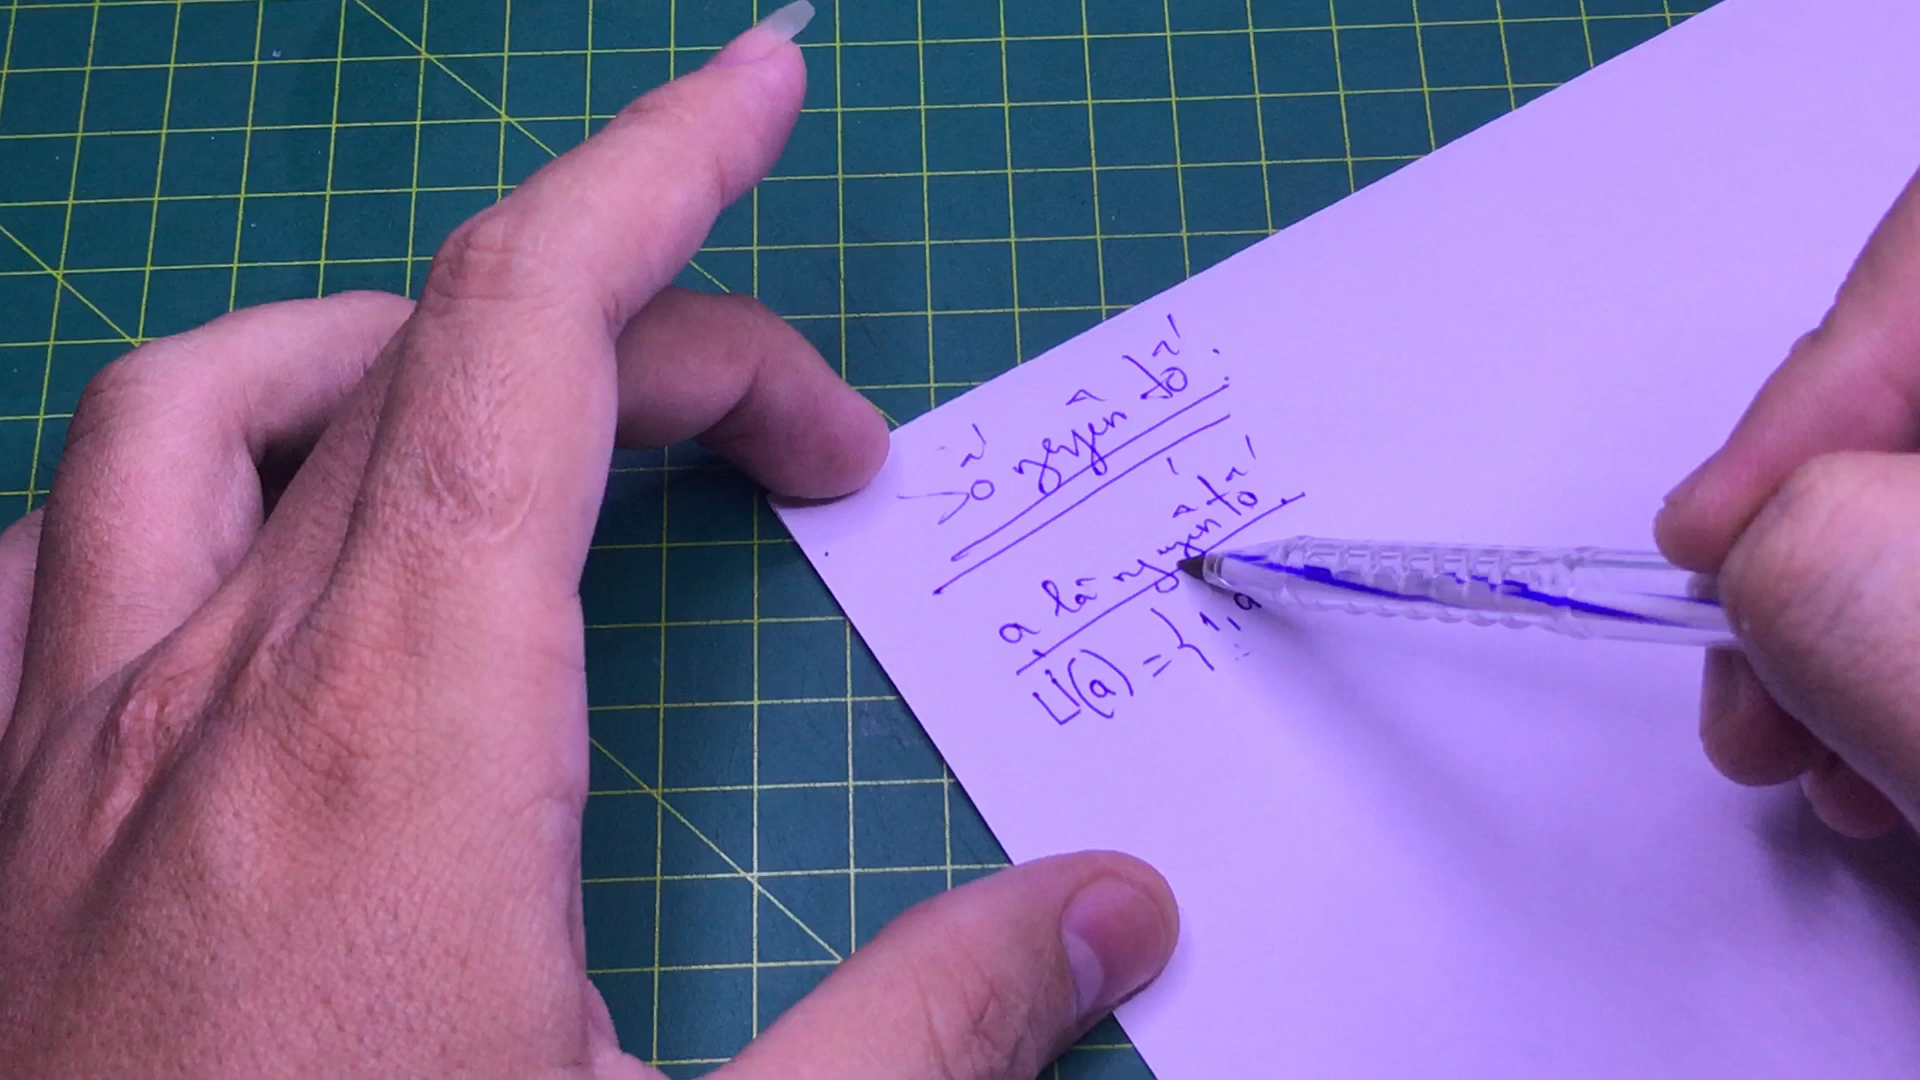 Số nguyên tố.
a là nguyên tố
Ư(a) = {1; a